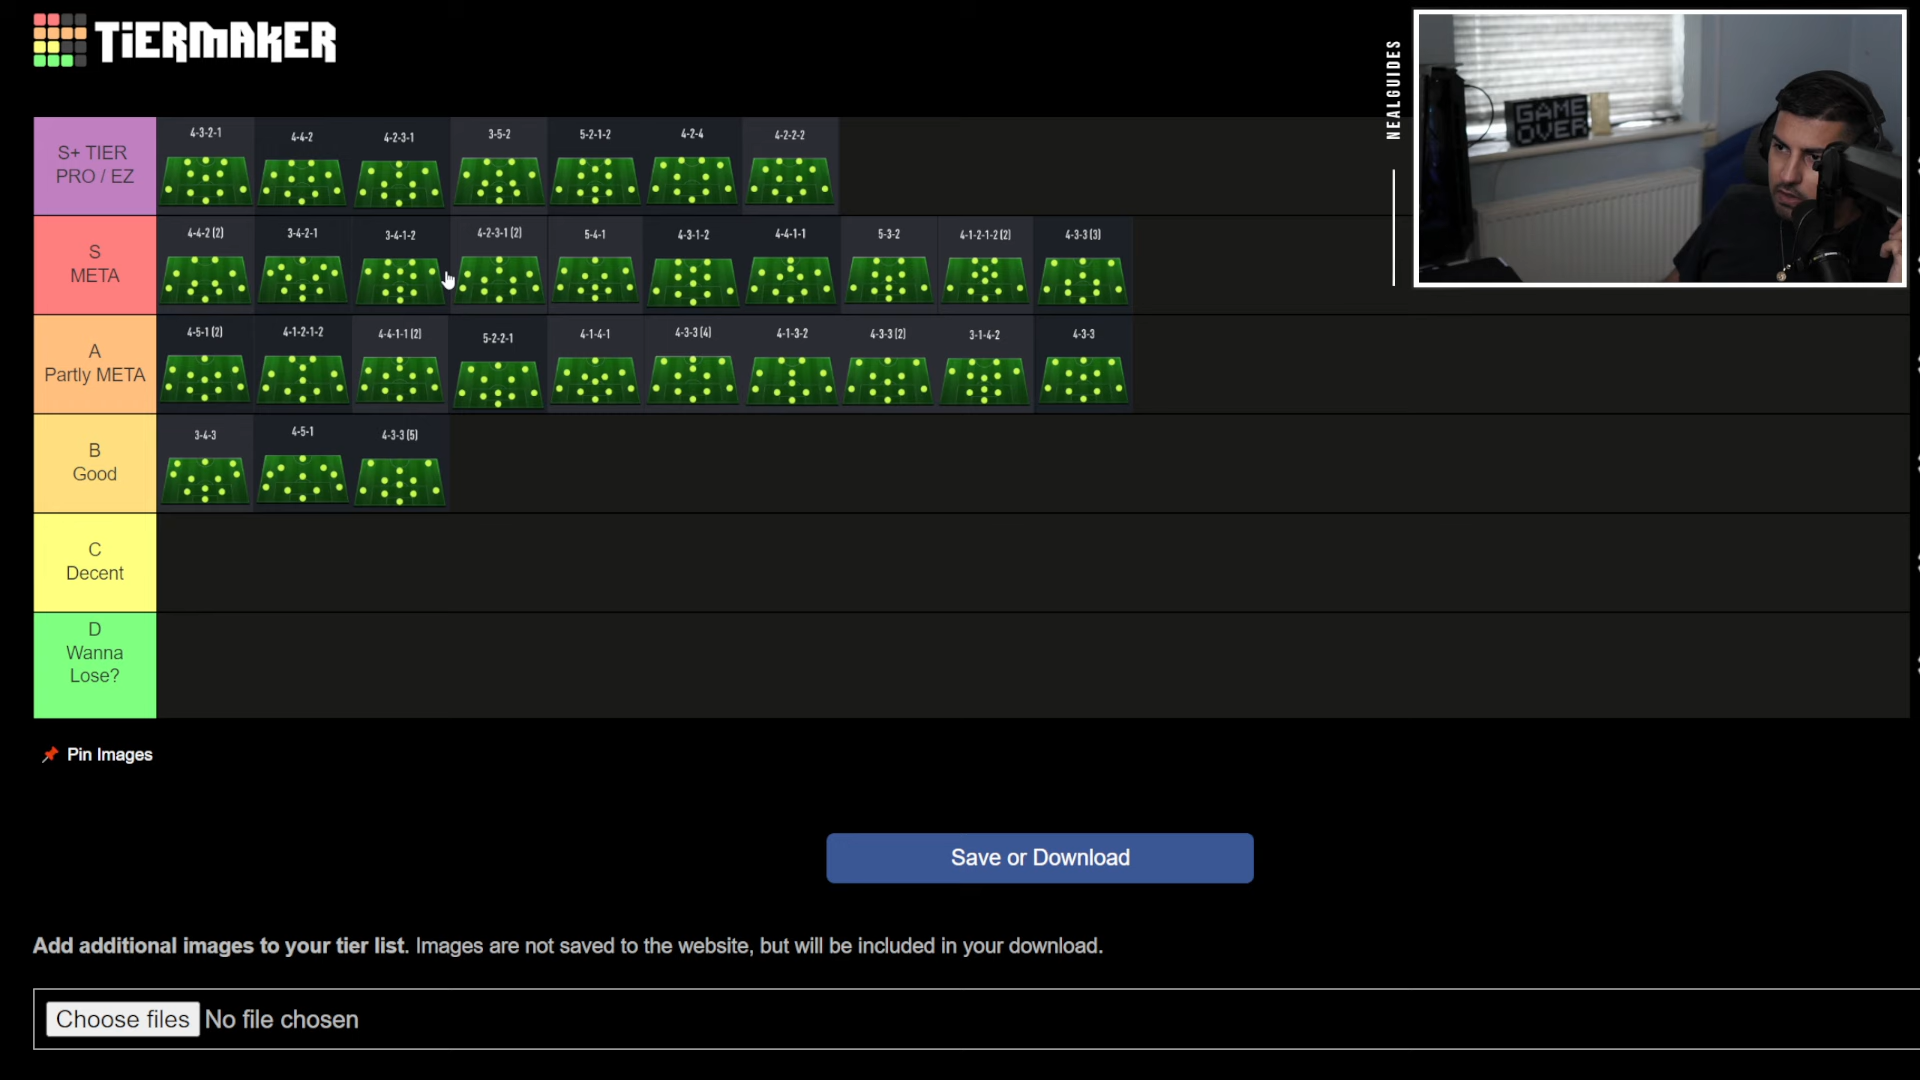 TiERMAKER
NEALGUIDES
GAME
OVER
S+ TIER
PRO / EZ
4-3-2-1
4-4-2
4-2-3-1
3-5-2
5-2-1-2
4-2-4
4-2-2-2
S
META
4-4-2 (2)
3-4-2-1
3-4-1-2
4-2-3-1 (2)
5-4-1
4-3-1-2
4-4-1-1
5-3-2
4-1-2-1-2 (2)
4-3-3 (3)
A
Partly META
4-5-1 (2)
4-1-2-1-2
4-4-1-1 (2)
5-2-2-1
4-1-4-1
4-3-3 (4)
4-1-3-2
4-3-3 (2)
3-1-4-2
4-3-3
B
Good
3-4-3
4-5-1
4-3-3 (5)
C
Decent
D
Wanna
Lose?
Pin Images
Save or Download
Add additional images to your tier list. Images are not saved to the website, but will be included in your download.
Choose files No file chosen